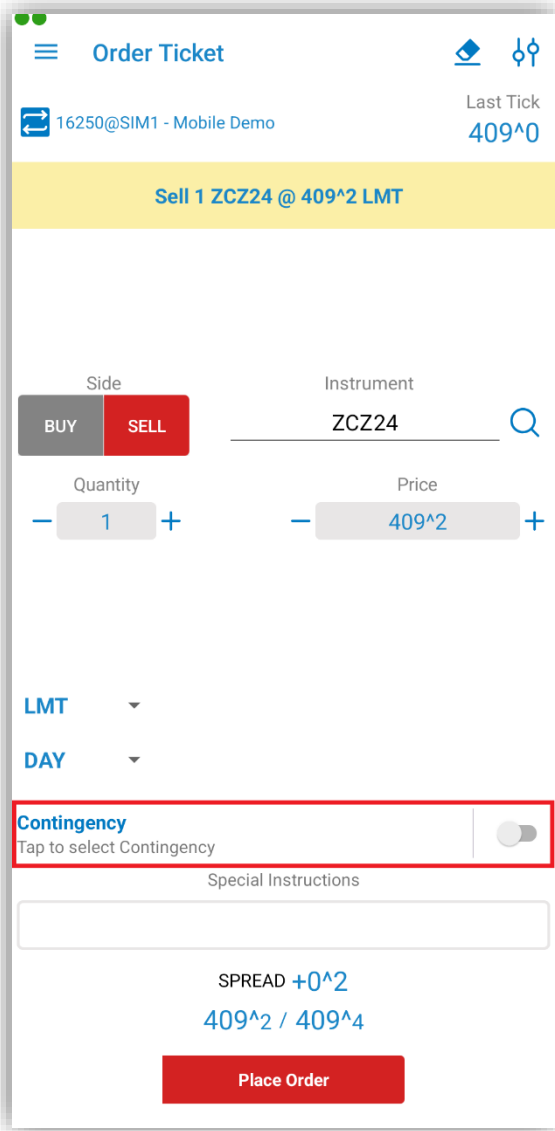 Order Ticket
Last Tick
16250@SIM1 - Mobile Demo
409^0
Sell 1 ZCZ24 @ 409^2 LMT
Side
Instrument
BUY SELL
ZCZ24
Quantity
Price
− 1 +
− 409^2 +
LMT
DAY
Contingency
Tap to select Contingency
Special Instructions
SPREAD +0^2
409^2 / 409^4
Place Order